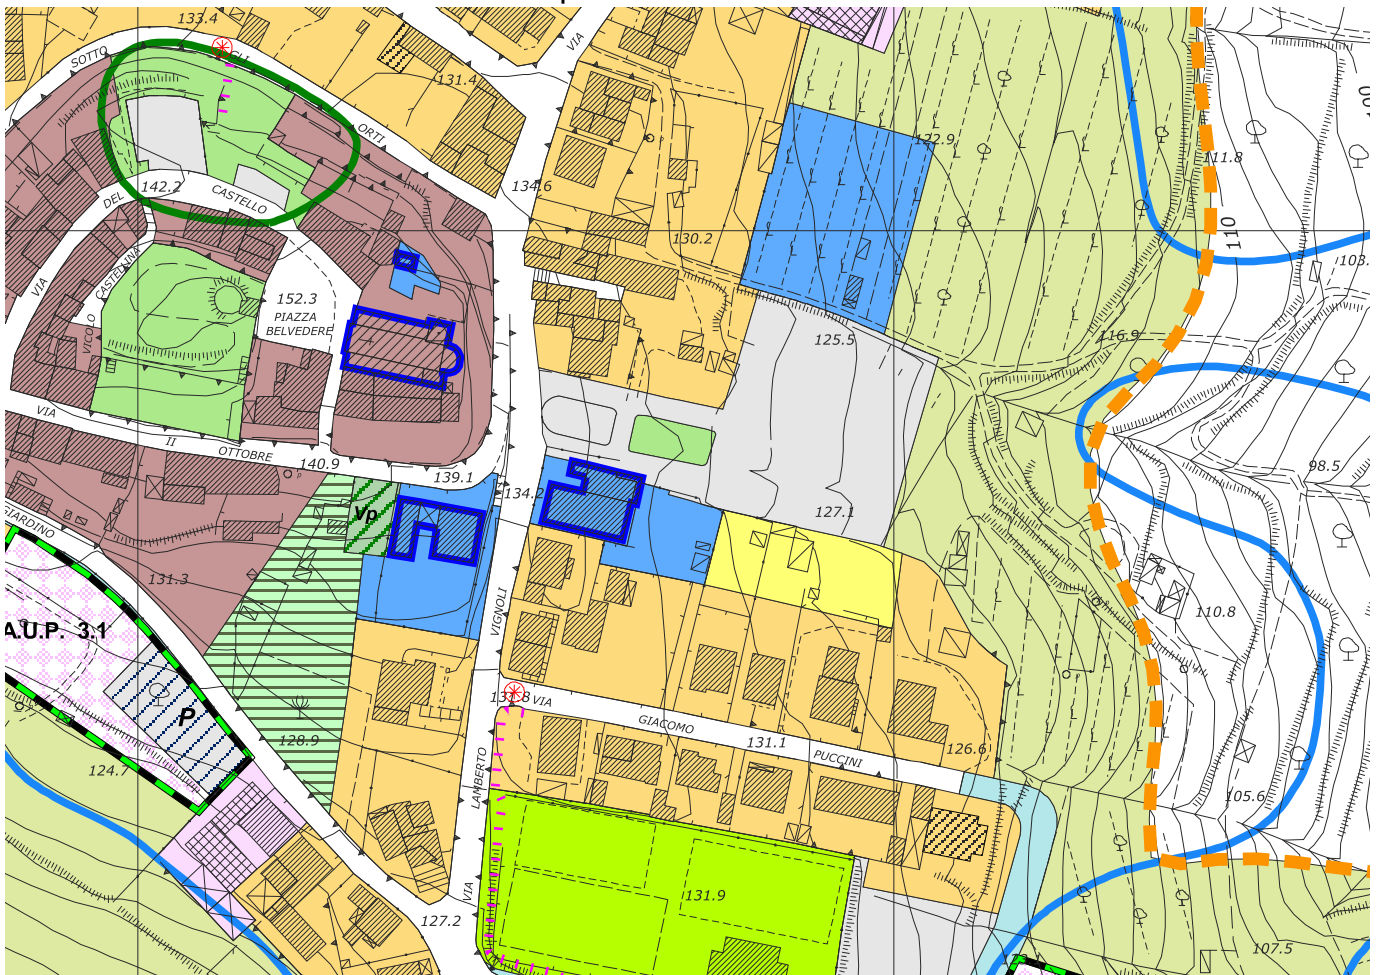 133.4
SOTTO
GLI
ORTI
131.4
VIA
122.9
111.8
134.6
142.2
DEL
CASTELLO
130.2
110
103.
VIA
CASTELLINA
VICOLO
152.3
PIAZZA
BELVEDERE
125.5
116.9
VIA
II
OTTOBRE
140.9
139.1
134.2
98.5
GIARDINO
Vp
127.1
131.3
VIGNOLI
110.8
A.U.P. 3.1
P
128.9
VIA
GIACOMO
131.1
PUCCINI
126.6
124.7
LAMBERTO
105.6
VIA
131.9
127.2
107.5